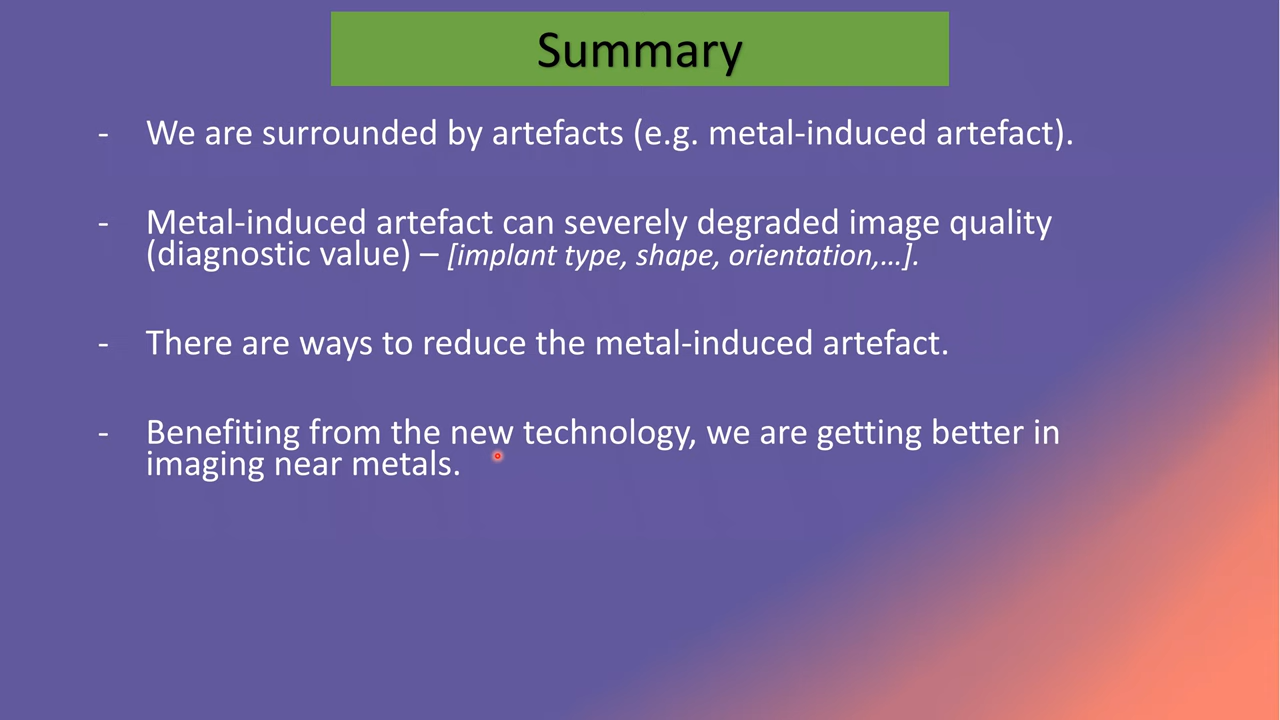 Summary
- We are surrounded by artefacts (e.g. metal-induced artefact).
- Metal-induced artefact can severely degraded image quality
(diagnostic value) – [implant type, shape, orientation,...].
- There are ways to reduce the metal-induced artefact.
- Benefiting from the new technology, we are getting better in
imaging near metals.